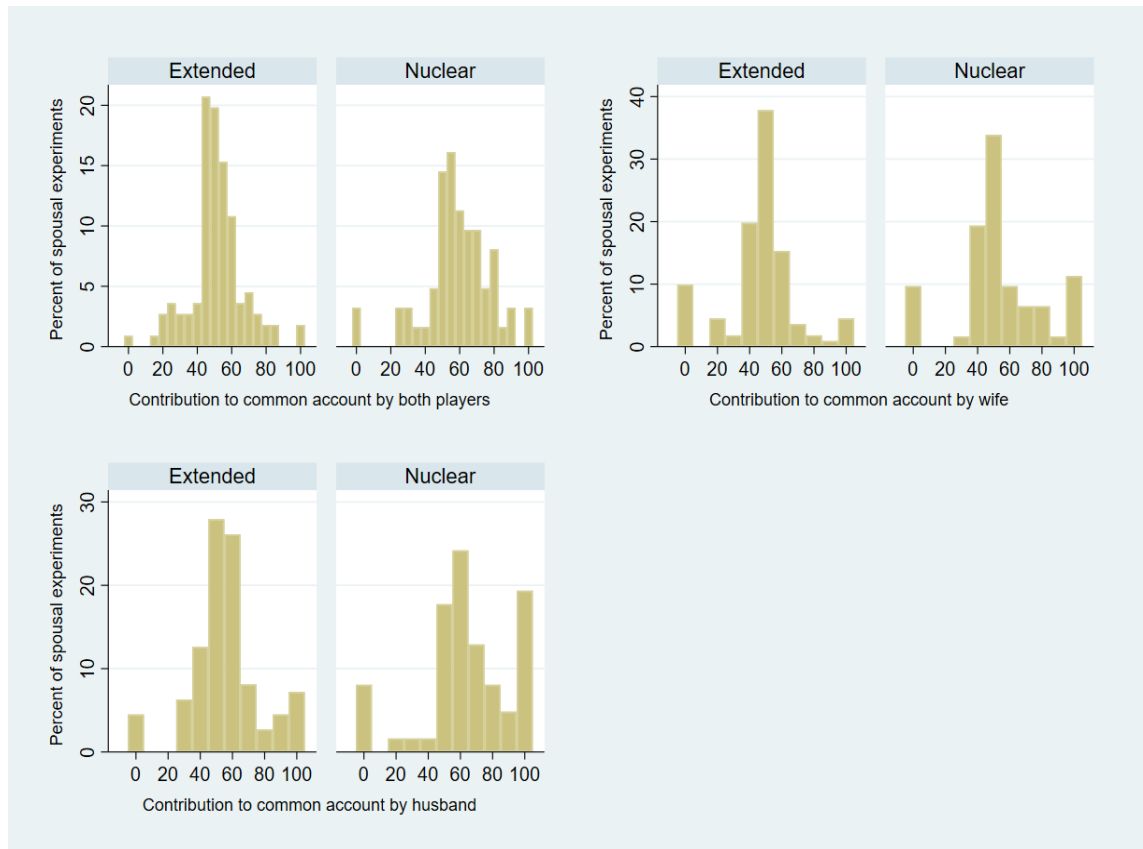 Extended Nuclear
Percent of spousal experiments
20
15
10
5
0
0 20 40 60 80 100 0 20 40 60 80 100
Contribution to common account by both players
Extended Nuclear
Percent of spousal experiments
40
30
20
10
0
0 20 40 60 80 100 0 20 40 60 80 100
Contribution to common account by wife
Extended Nuclear
Percent of spousal experiments
30
20
10
0
0 20 40 60 80 100 0 20 40 60 80 100
Contribution to common account by husband